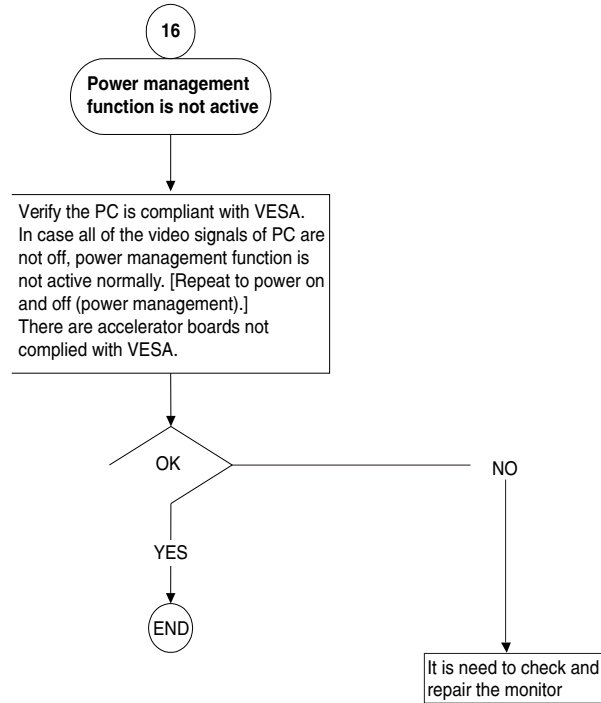 16
Power management
function is not active
Verify the PC is compliant with VESA.
In case all of the video signals of PC are
not off, power management function is
not active normally. [Repeat to power on
and off (power management).]
There are accelerator boards not
complied with VESA.
OK
NO
YES
END
It is need to check and
repair the monitor